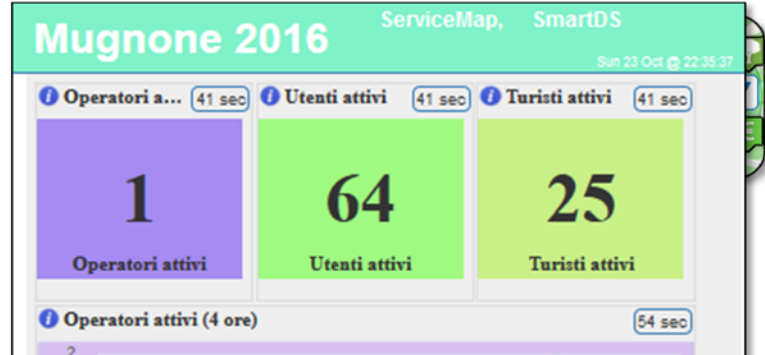 ServiceMap, SmartDS
Mugnone 2016
Sun 23 Oct @ 22:35:37
Operatori a... 41 sec Utenti attivi 41 sec Turisti attivi 41 sec
1 64 25
Operatori attivi Utenti attivi Turisti attivi
Operatori attivi (4 ore) 54 sec
2